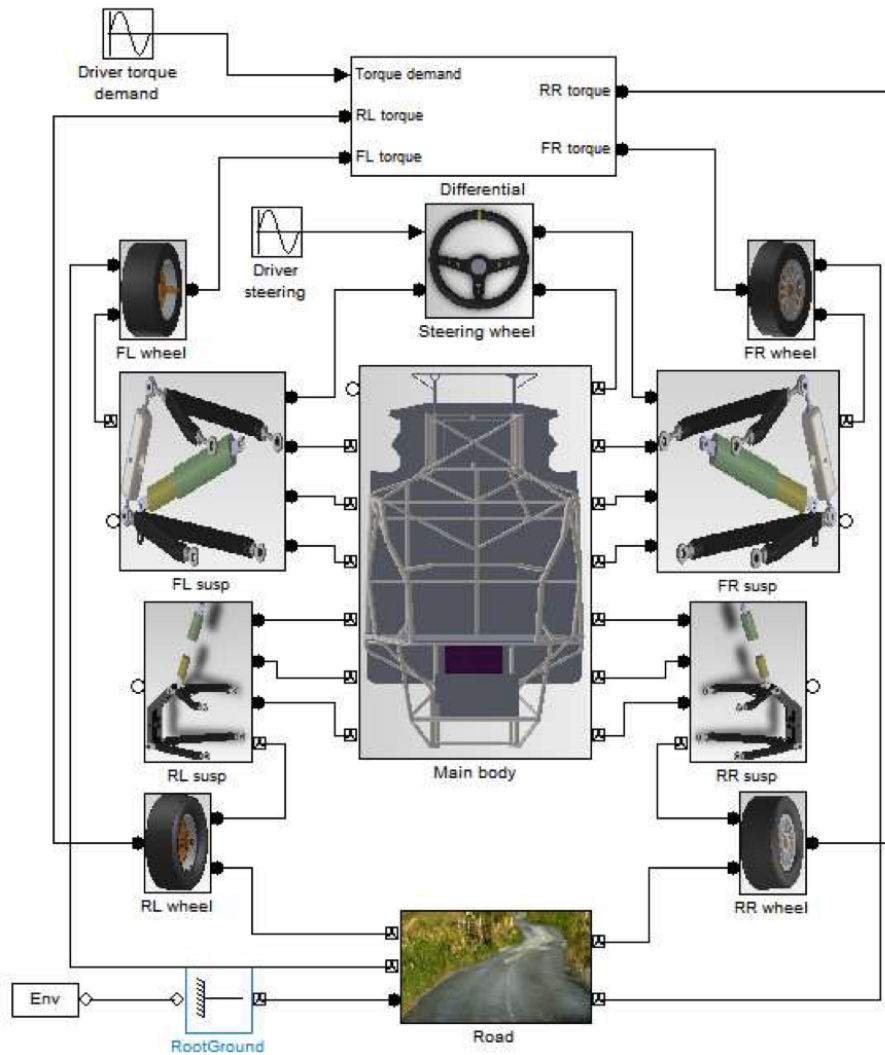 Driver torque
demand
Torque demand
RR torque
RL torque
FL torque
FR torque
Differential
Driver
steering
Steering wheel
FL wheel
FR wheel
FL susp
FR susp
RL susp
Main body
RR susp
RL wheel
RR wheel
Env
RootGround
Road